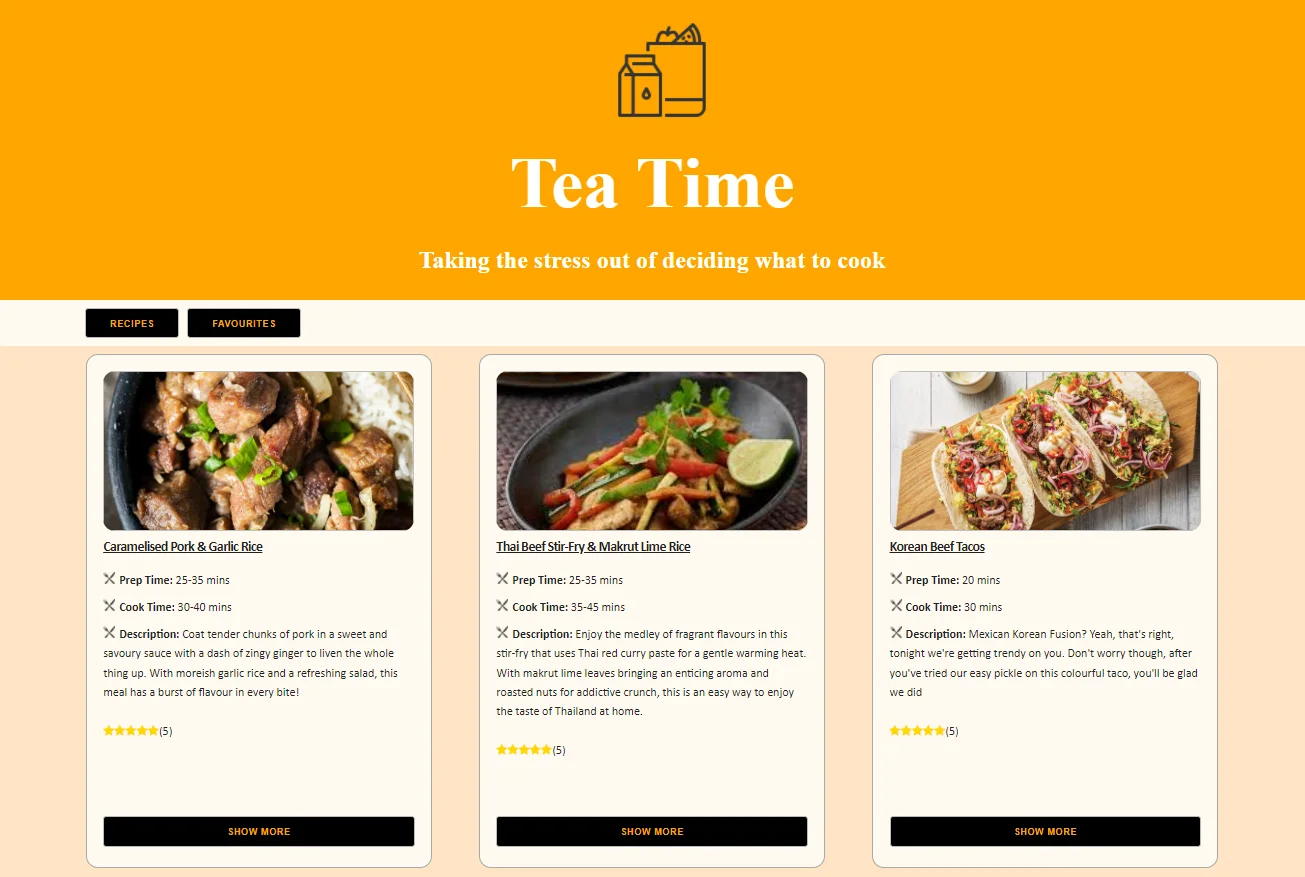 Tea Time
Taking the stress out of deciding what to cook
RECIPES
FAVOURITES
Caramelised Pork & Garlic Rice
Prep Time: 25-35 mins
Cook Time: 30-40 mins
Description: Coat tender chunks of pork in a sweet and
savoury sauce with a dash of zingy ginger to liven the whole
thing up. With moreish garlic rice and a refreshing salad, this
meal has a burst of flavour in every bite!
(5)
SHOW MORE
Thai Beef Stir-Fry & Makrut Lime Rice
Prep Time: 25-35 mins
Cook Time: 35-45 mins
Description: Enjoy the medley of fragrant flavours in this
stir-fry that uses Thai red curry paste for a gentle warming heat.
With makrut lime leaves bringing an enticing aroma and
roasted nuts for addictive crunch, this is an easy way to enjoy
the taste of Thailand at home.
(5)
SHOW MORE
Korean Beef Tacos
Prep Time: 20 mins
Cook Time: 30 mins
Description: Mexican Korean Fusion? Yeah, that's right,
tonight we're getting trendy on you. Don't worry though, after
you've tried our easy pickle on this colourful taco, you'll be glad
we did
(5)
SHOW MORE